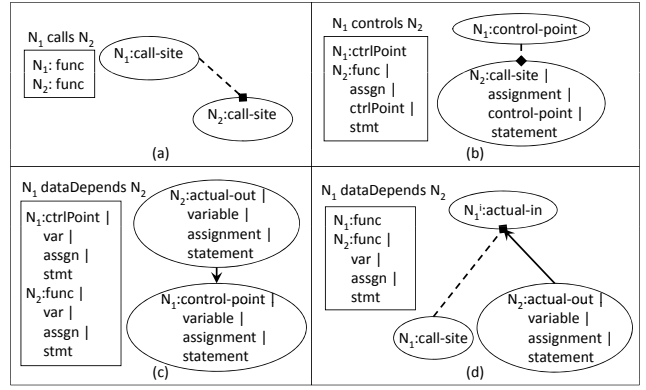 N₁ calls N₂
N₁: func
N₂: func
N₁:call-site
N₂:call-site
(a)
N₁ controls N₂
N₁:ctrlPoint
N₂:func |
assgn |
ctrlPoint |
stmt
N₁:control-point
N₂:call-site |
assignment |
control-point |
statement
(b)
N₁ dataDepends N₂
N₁:ctrlPoint |
var |
assgn |
stmt
N₂:func |
var |
assgn |
stmt
N₂:actual-out |
variable |
assignment |
statement
N₁:control-point |
variable |
assignment |
statement
(c)
N₁ dataDepends N₂
N₁:func
N₂:func |
var |
assgn |
stmt
N₁ⁱ:actual-in
N₁:call-site
N₂:actual-out |
variable |
assignment |
statement
(d)